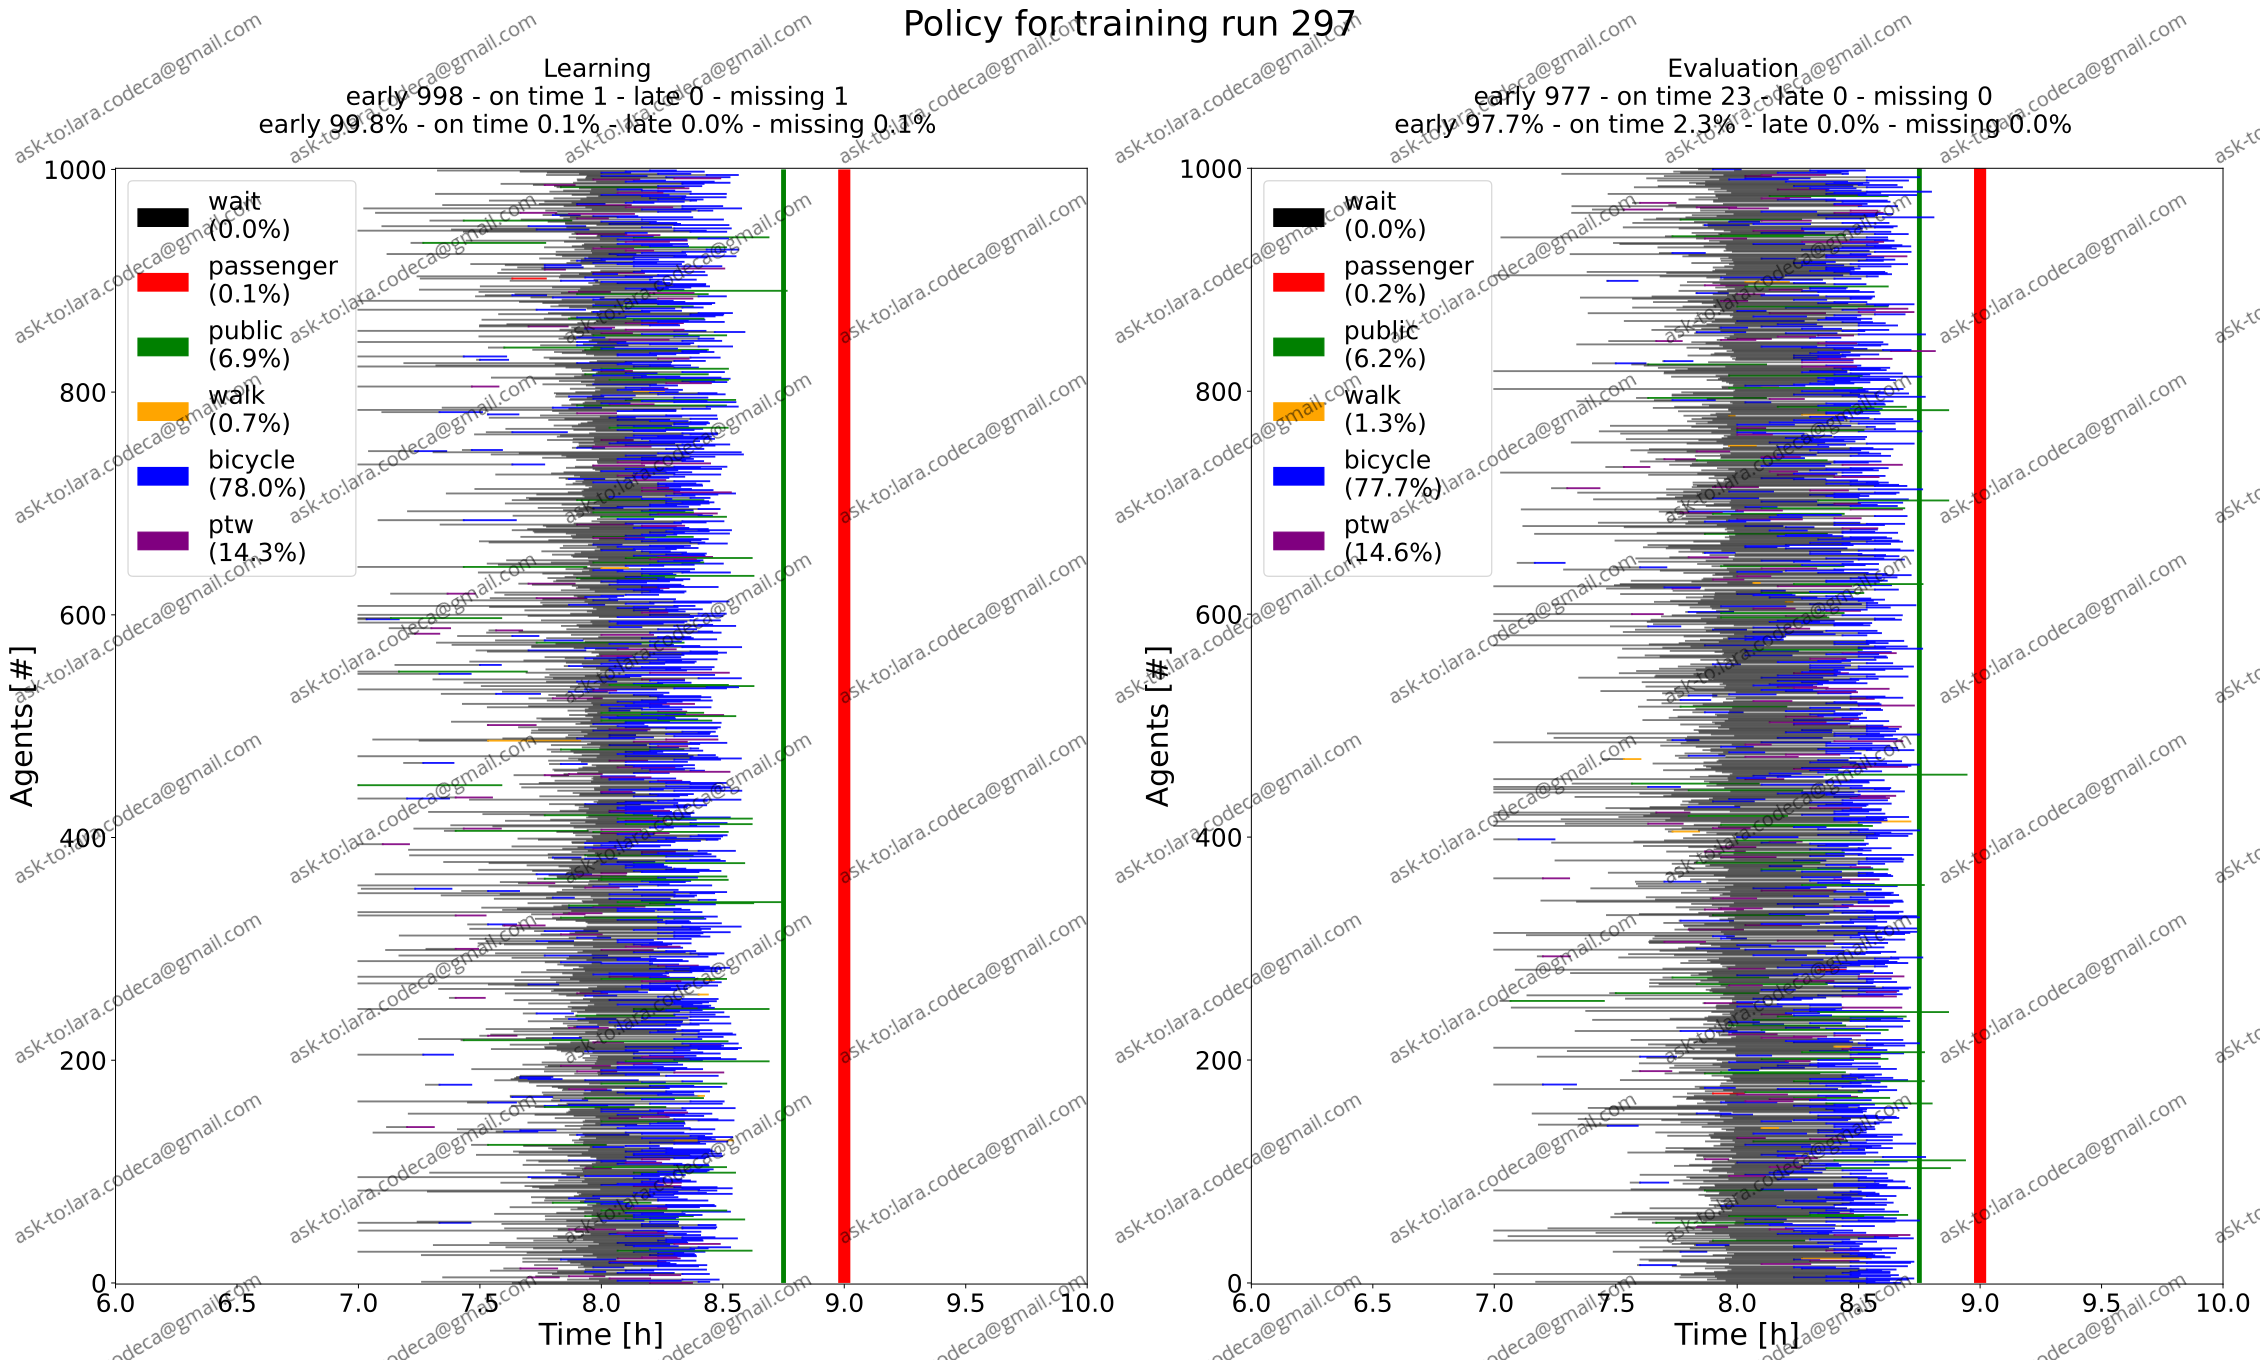 Policy for training run 297
Learning
early 998 - on time 1 - late 0 - missing 1
early 99.8% - on time 0.1% - late 0.0% - missing 0.1%
1000
800
600
400
200
0
Agents [#]
wait
(0.0%)
passenger
(0.1%)
public
(6.9%)
walk
(0.7%)
bicycle
(78.0%)
ptw
(14.3%)
6.0 6.5 7.0 7.5 8.0 8.5 9.0 9.5 10.0
Time [h]
Evaluation
early 977 - on time 23 - late 0 - missing 0
early 97.7% - on time 2.3% - late 0.0% - missing 0.0%
1000
800
600
400
200
0
Agents [#]
wait
(0.0%)
passenger
(0.2%)
public
(6.2%)
walk
(1.3%)
bicycle
(77.7%)
ptw
(14.6%)
6.0 6.5 7.0 7.5 8.0 8.5 9.0 9.5 10.0
Time [h]
ask-to:lara.codeca@gmail.com